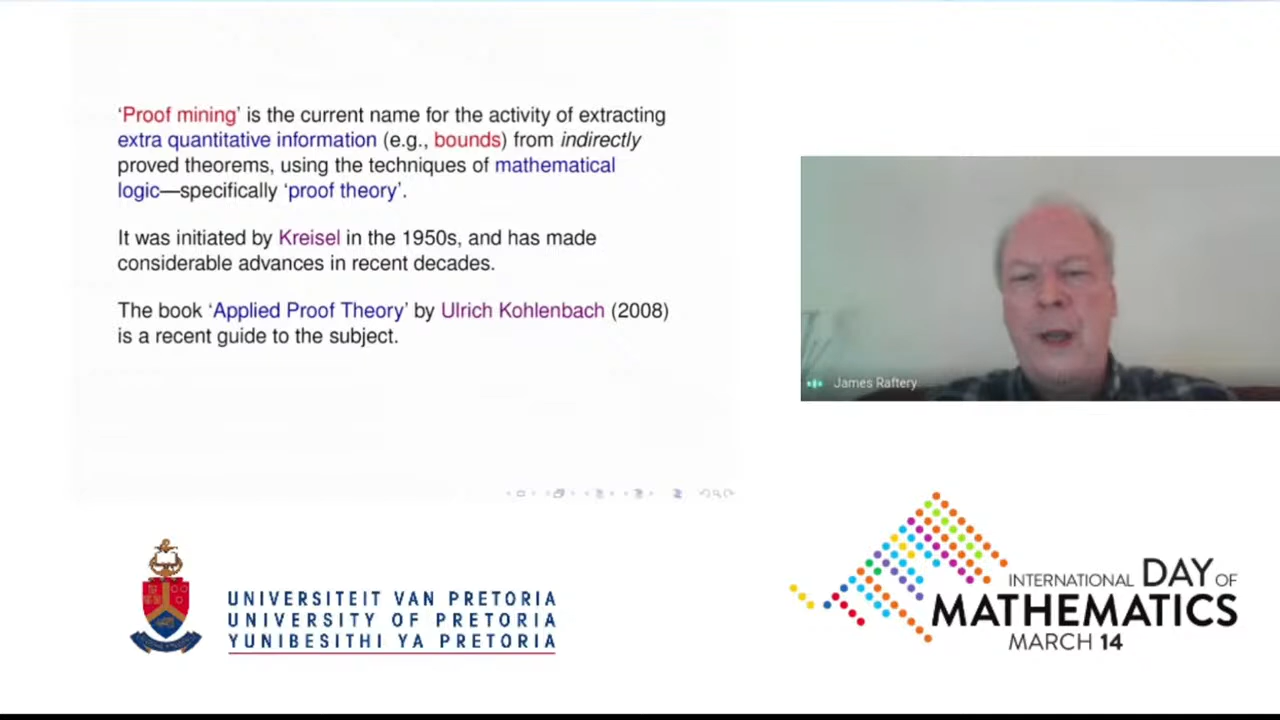 ‘Proof mining’ is the current name for the activity of extracting
extra quantitative information (e.g., bounds) from indirectly
proved theorems, using the techniques of mathematical
logic—specifically ‘proof theory’.
It was initiated by Kreisel in the 1950s, and has made
considerable advances in recent decades.
The book ‘Applied Proof Theory’ by Ulrich Kohlenbach (2008)
is a recent guide to the subject.
James Raftery
UNIVERSITEIT VAN PRETORIA
UNIVERSITY OF PRETORIA
YUNIBESITHI YA PRETORIA
INTERNATIONAL DAY OF
MATHEMATICS
MARCH 14